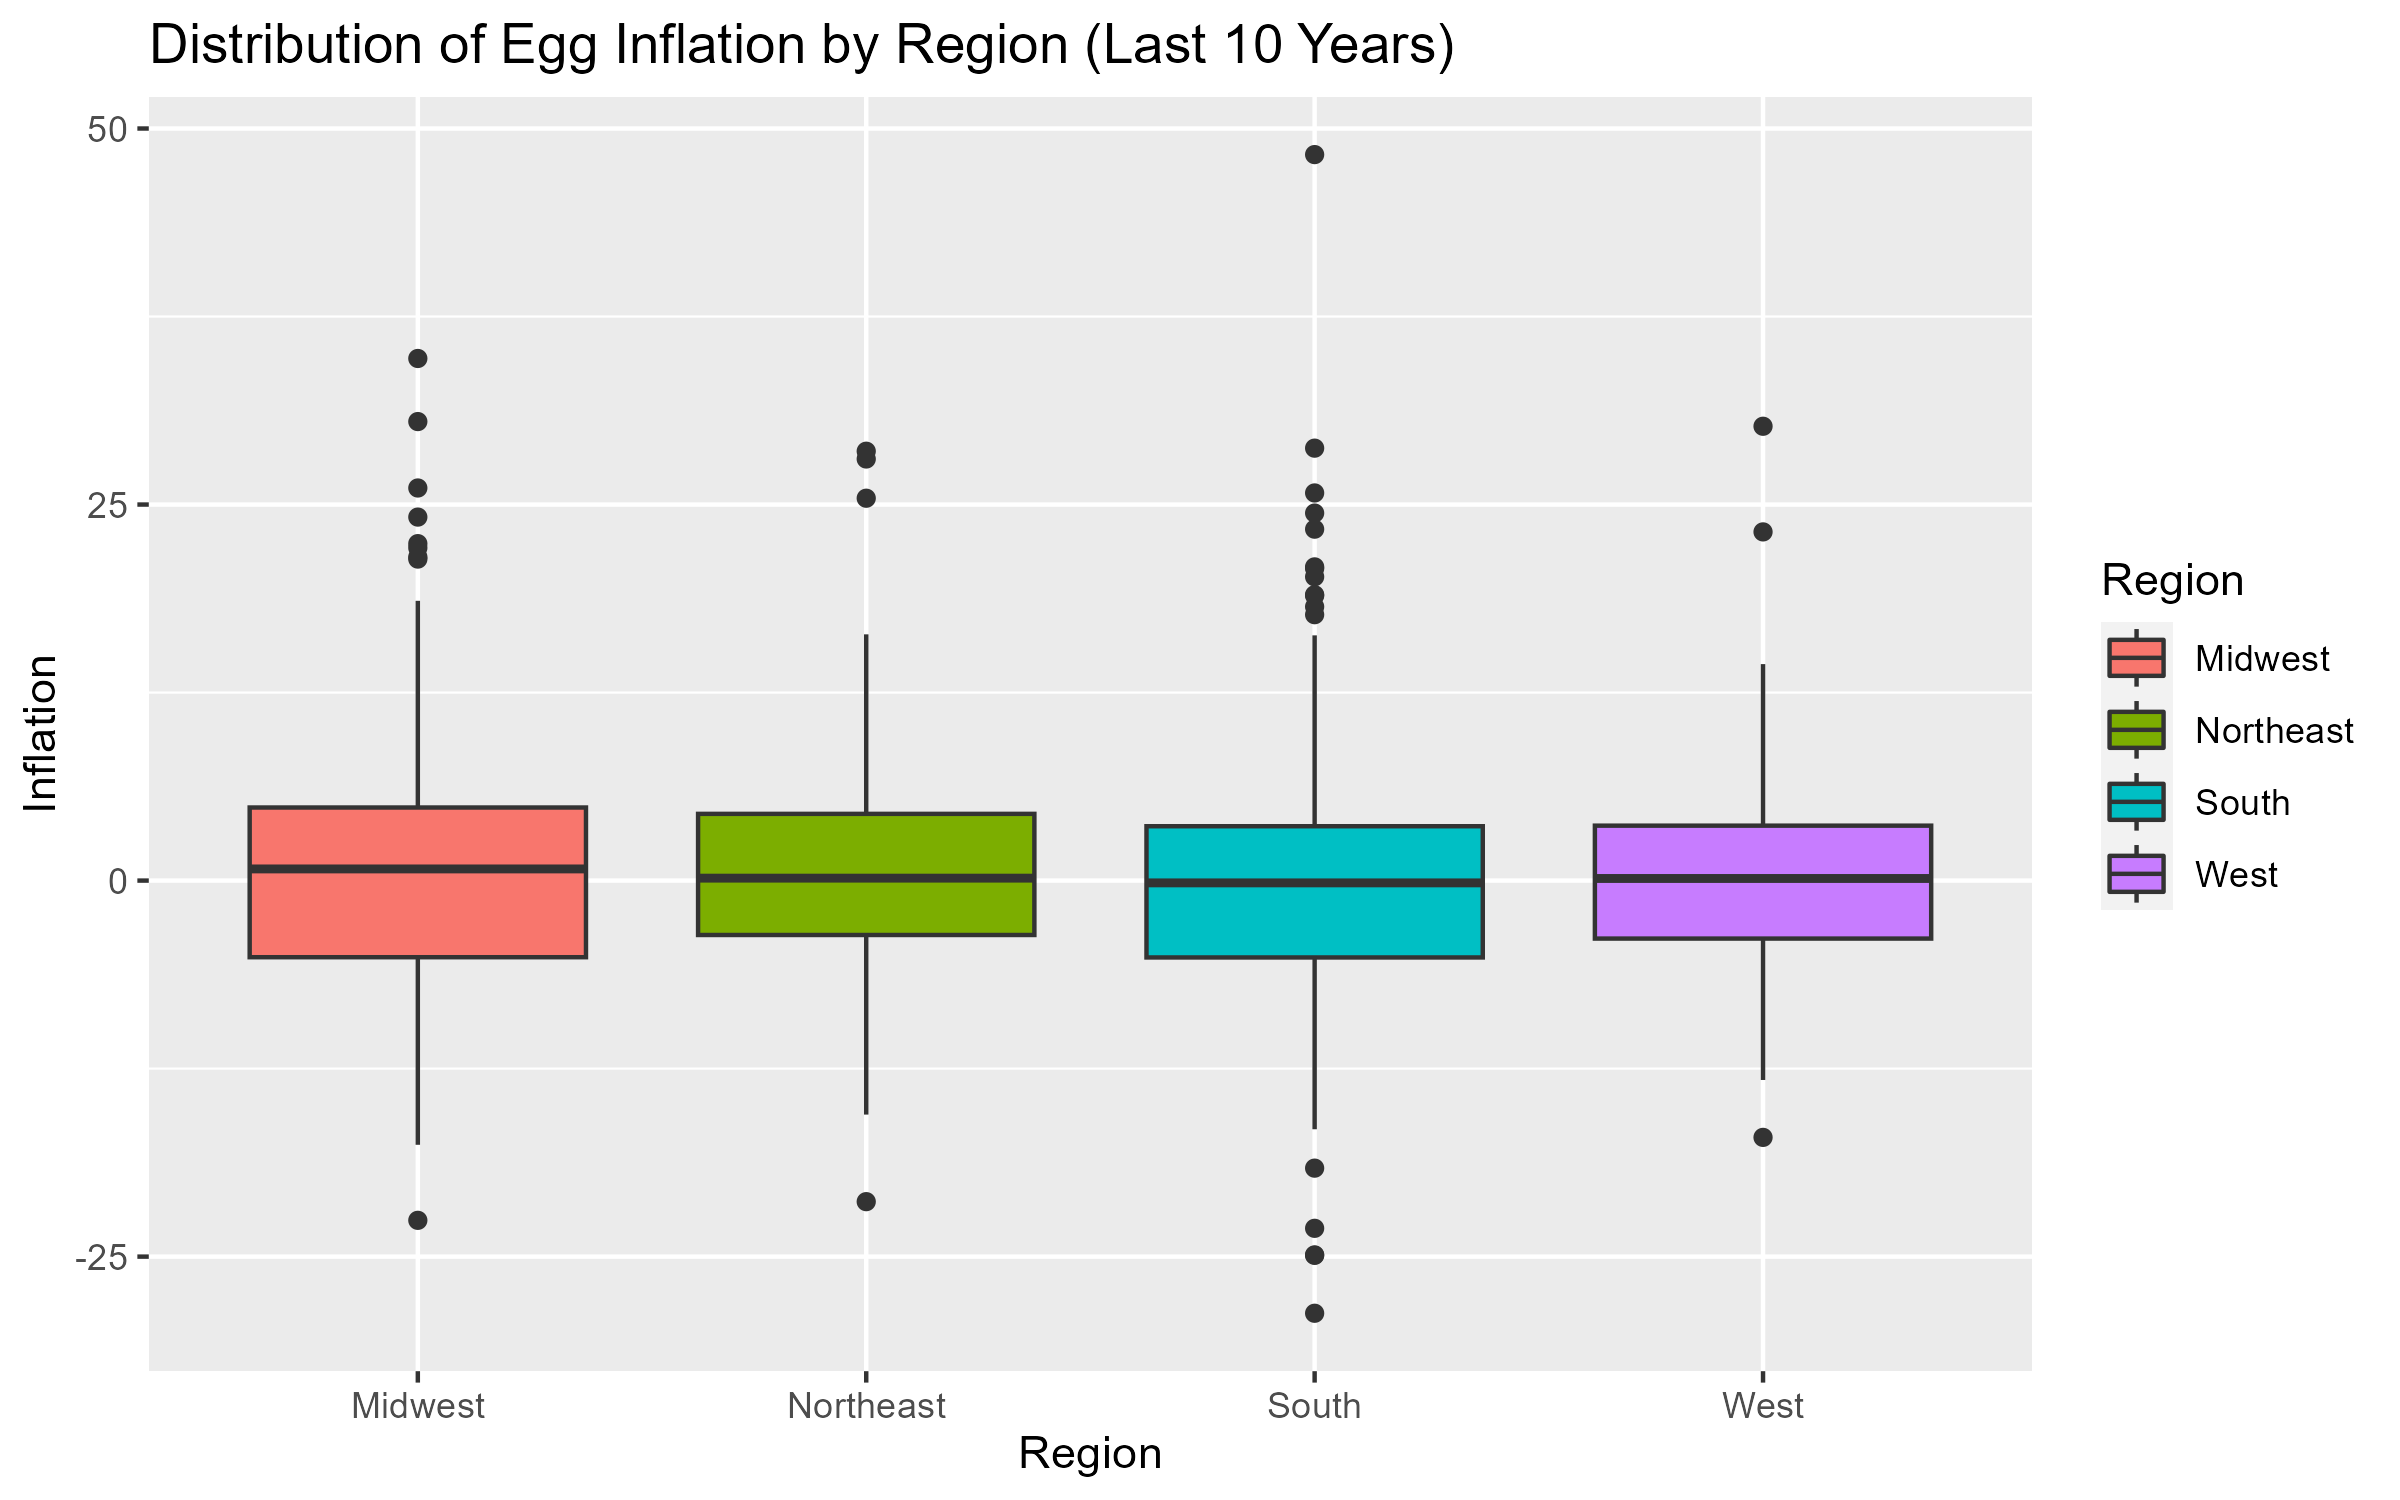 Distribution of Egg Inflation by Region (Last 10 Years)
50
25
0
-25
Inflation
Midwest
Northeast
South
West
Region
Region
Midwest
Northeast
South
West